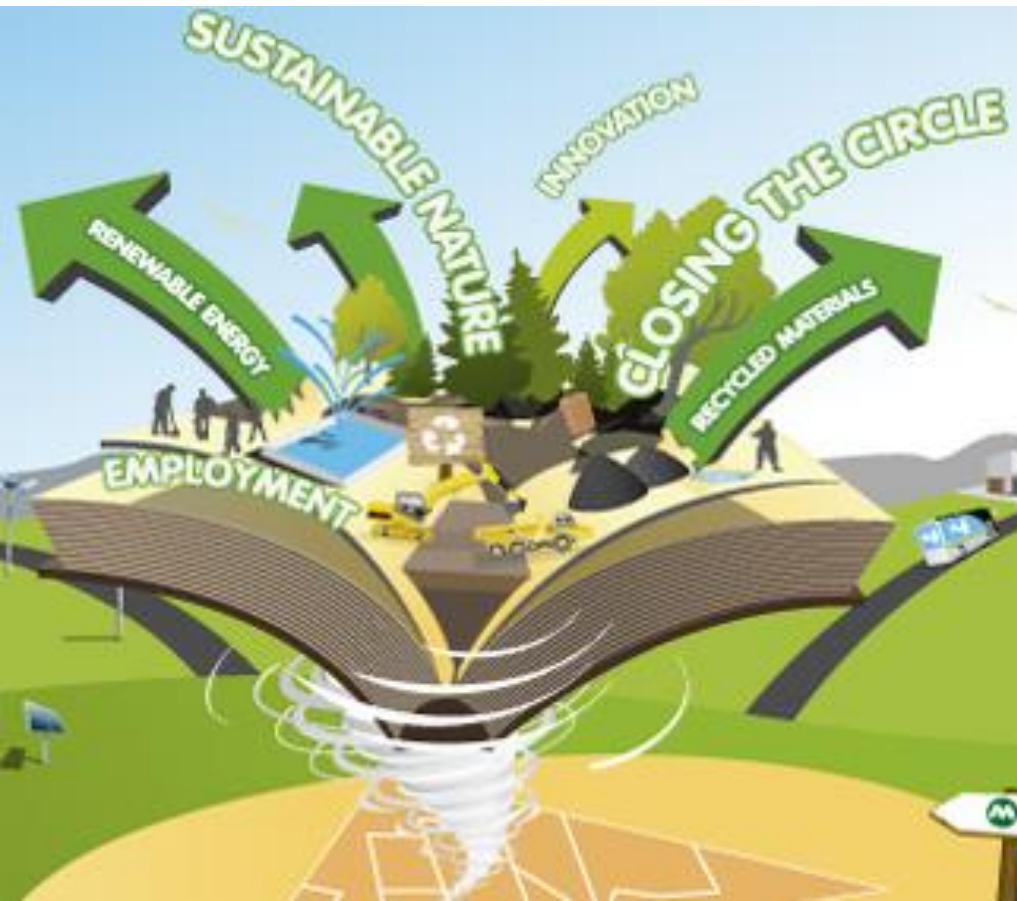 SUSTAINABLE NATURE
INNOVATION
CLOSING THE CIRCLE
RENEWABLE ENERGY
RECYCLED MATERIALS
EMPLOYMENT
M